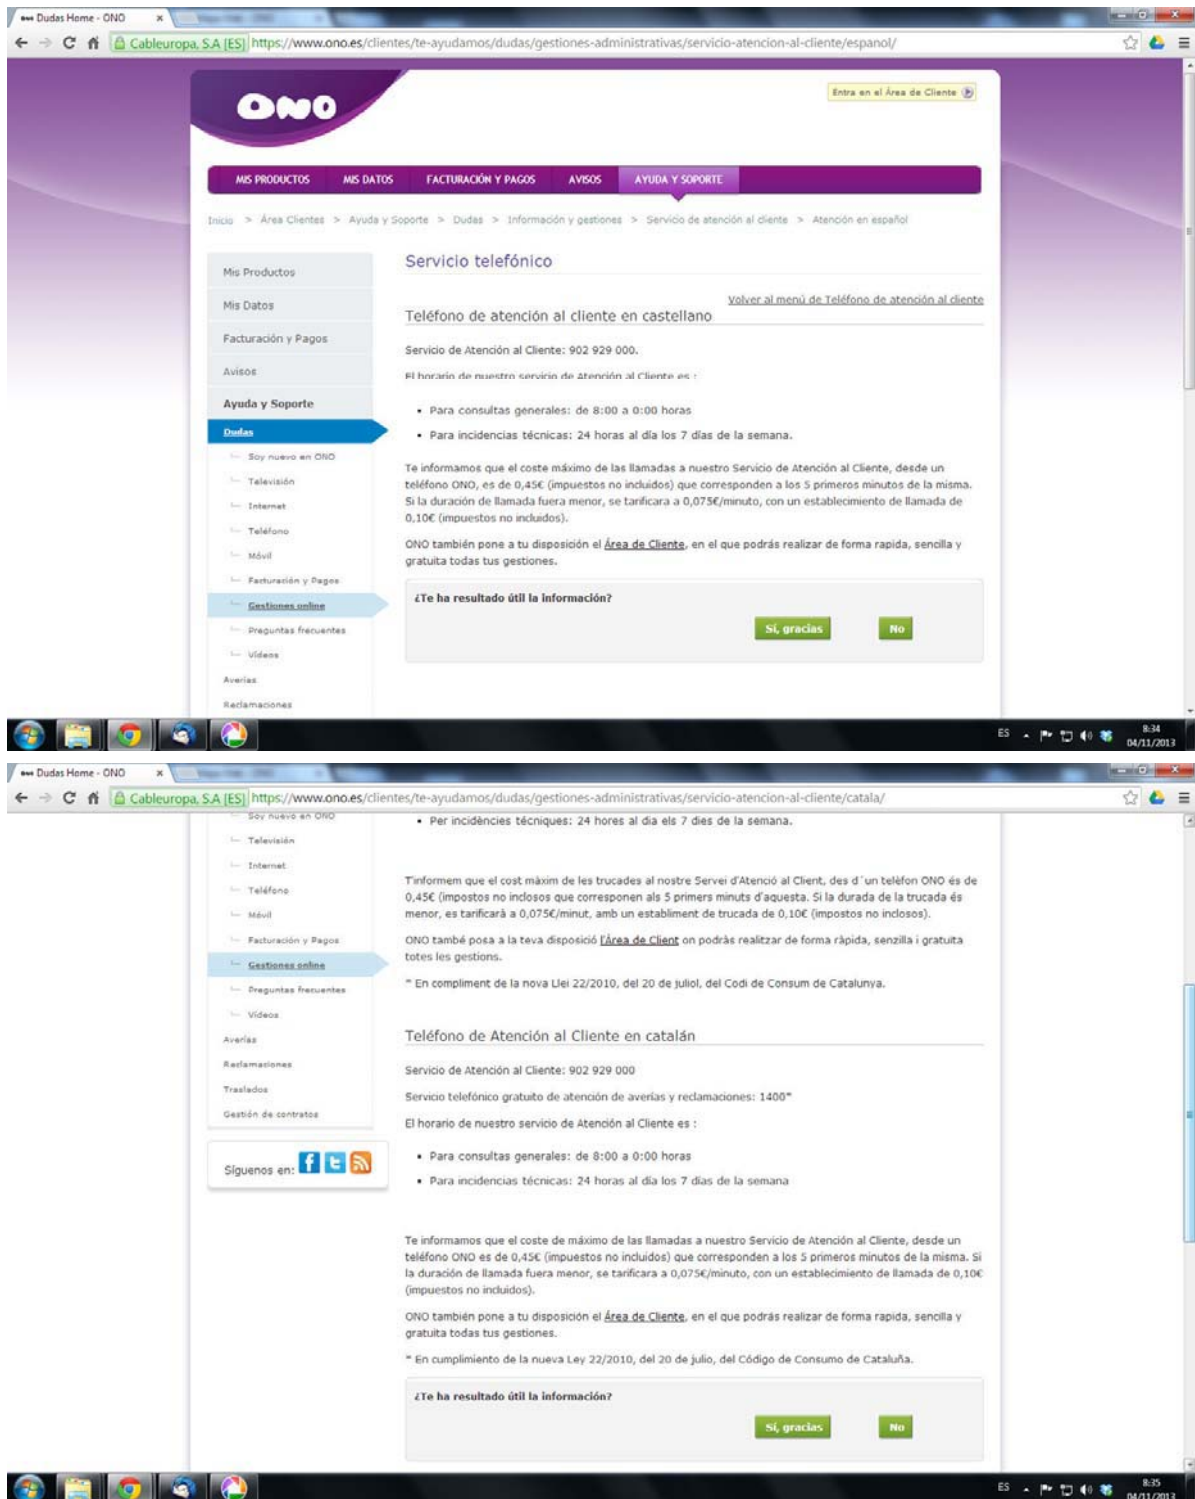 ono Dudas Home - ONO
Cableuropa, S.A [ES] https://www.ono.es/clientes/te-ayudamos/dudas/gestiones-administrativas/servicio-atencion-al-cliente/espanol/
ONO
Entra en el Área de Cliente
MIS PRODUCTOS MIS DATOS FACTURACIÓN Y PAGOS AVISOS AYUDA Y SOPORTE
Inicio > Área Clientes > Ayuda y Soporte > Dudas > Información y gestiones > Servicio de atención al cliente > Atención en español
Mis Productos
Mis Datos
Facturación y Pagos
Avisos
Ayuda y Soporte
Dudas
Soy nuevo en ONO
Televisión
Internet
Teléfono
Móvil
Facturación y Pagos
Gestiones online
Preguntas frecuentes
Vídeos
Averías
Reclamaciones
Servicio telefónico
Volver al menú de Teléfono de atención al cliente
Teléfono de atención al cliente en castellano
Servicio de Atención al Cliente: 902 929 000.
El horario de nuestro servicio de Atención al Cliente es :
• Para consultas generales: de 8:00 a 0:00 horas
• Para incidencias técnicas: 24 horas al día los 7 días de la semana.
Te informamos que el coste máximo de las llamadas a nuestro Servicio de Atención al Cliente, desde un
teléfono ONO, es de 0,45€ (impuestos no incluidos) que corresponden a los 5 primeros minutos de la misma.
Si la duración de llamada fuera menor, se tarificara a 0,075€/minuto, con un establecimiento de llamada de
0,10€ (impuestos no incluidos).
ONO también pone a tu disposición el Área de Cliente, en el que podrás realizar de forma rapida, sencilla y
gratuita todas tus gestiones.
¿Te ha resultado útil la información?
Sí, gracias No
ES 8:34
04/11/2013
ono Dudas Home - ONO
Cableuropa, S.A [ES] https://www.ono.es/clientes/te-ayudamos/dudas/gestiones-administrativas/servicio-atencion-al-cliente/catala/
Soy nuevo en ONO
Televisión
Internet
Teléfono
Móvil
Facturación y Pagos
Gestiones online
Preguntas frecuentes
Vídeos
Averías
Reclamaciones
Traslados
Gestión de contratos
Síguenos en:
• Per incidències tècniques: 24 hores al dia els 7 dies de la semana.
T'informem que el cost màxim de les trucades al nostre Servei d'Atenció al Client, des d´un telèfon ONO és de
0,45€ (impostos no inclosos que corresponen als 5 primers minuts d'aquesta. Si la durada de la trucada és
menor, es tarificarà a 0,075€/minut, amb un establiment de trucada de 0,10€ (impostos no inclosos).
ONO també posa a la teva disposició l'Àrea de Client on podràs realitzar de forma ràpida, senzilla i gratuita
totes les gestions.
* En compliment de la nova Llei 22/2010, del 20 de juliol, del Codi de Consum de Catalunya.
Teléfono de Atención al Cliente en catalán
Servicio de Atención al Cliente: 902 929 000
Servicio telefónico gratuito de atención de averías y reclamaciones: 1400*
El horario de nuestro servicio de Atención al Cliente es :
• Para consultas generales: de 8:00 a 0:00 horas
• Para incidencias técnicas: 24 horas al día los 7 días de la semana
Te informamos que el coste de máximo de las llamadas a nuestro Servicio de Atención al Cliente, desde un
teléfono ONO es de 0,45€ (impuestos no incluidos) que corresponden a los 5 primeros minutos de la misma. Si
la duración de llamada fuera menor, se tarificara a 0,075€/minuto, con un establecimiento de llamada de 0,10€
(impuestos no incluidos).
ONO también pone a tu disposición el Área de Cliente, en el que podrás realizar de forma rapida, sencilla y
gratuita todas tus gestiones.
* En cumplimiento de la nueva Ley 22/2010, del 20 de julio, del Código de Consumo de Cataluña.
¿Te ha resultado útil la información?
Sí, gracias No
ES 8:35
04/11/2013